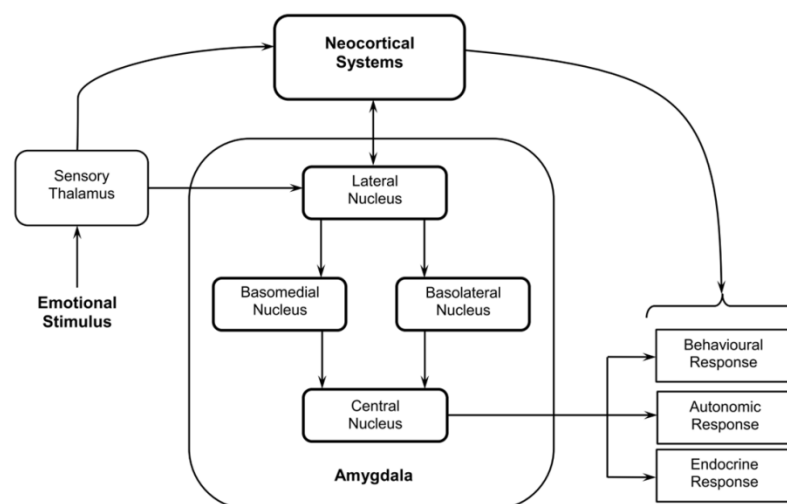 Neocortical
Systems
Sensory
Thalamus
Lateral
Nucleus
Emotional
Stimulus
Basomedial
Nucleus
Basolateral
Nucleus
Central
Nucleus
Amygdala
Behavioural
Response
Autonomic
Response
Endocrine
Response